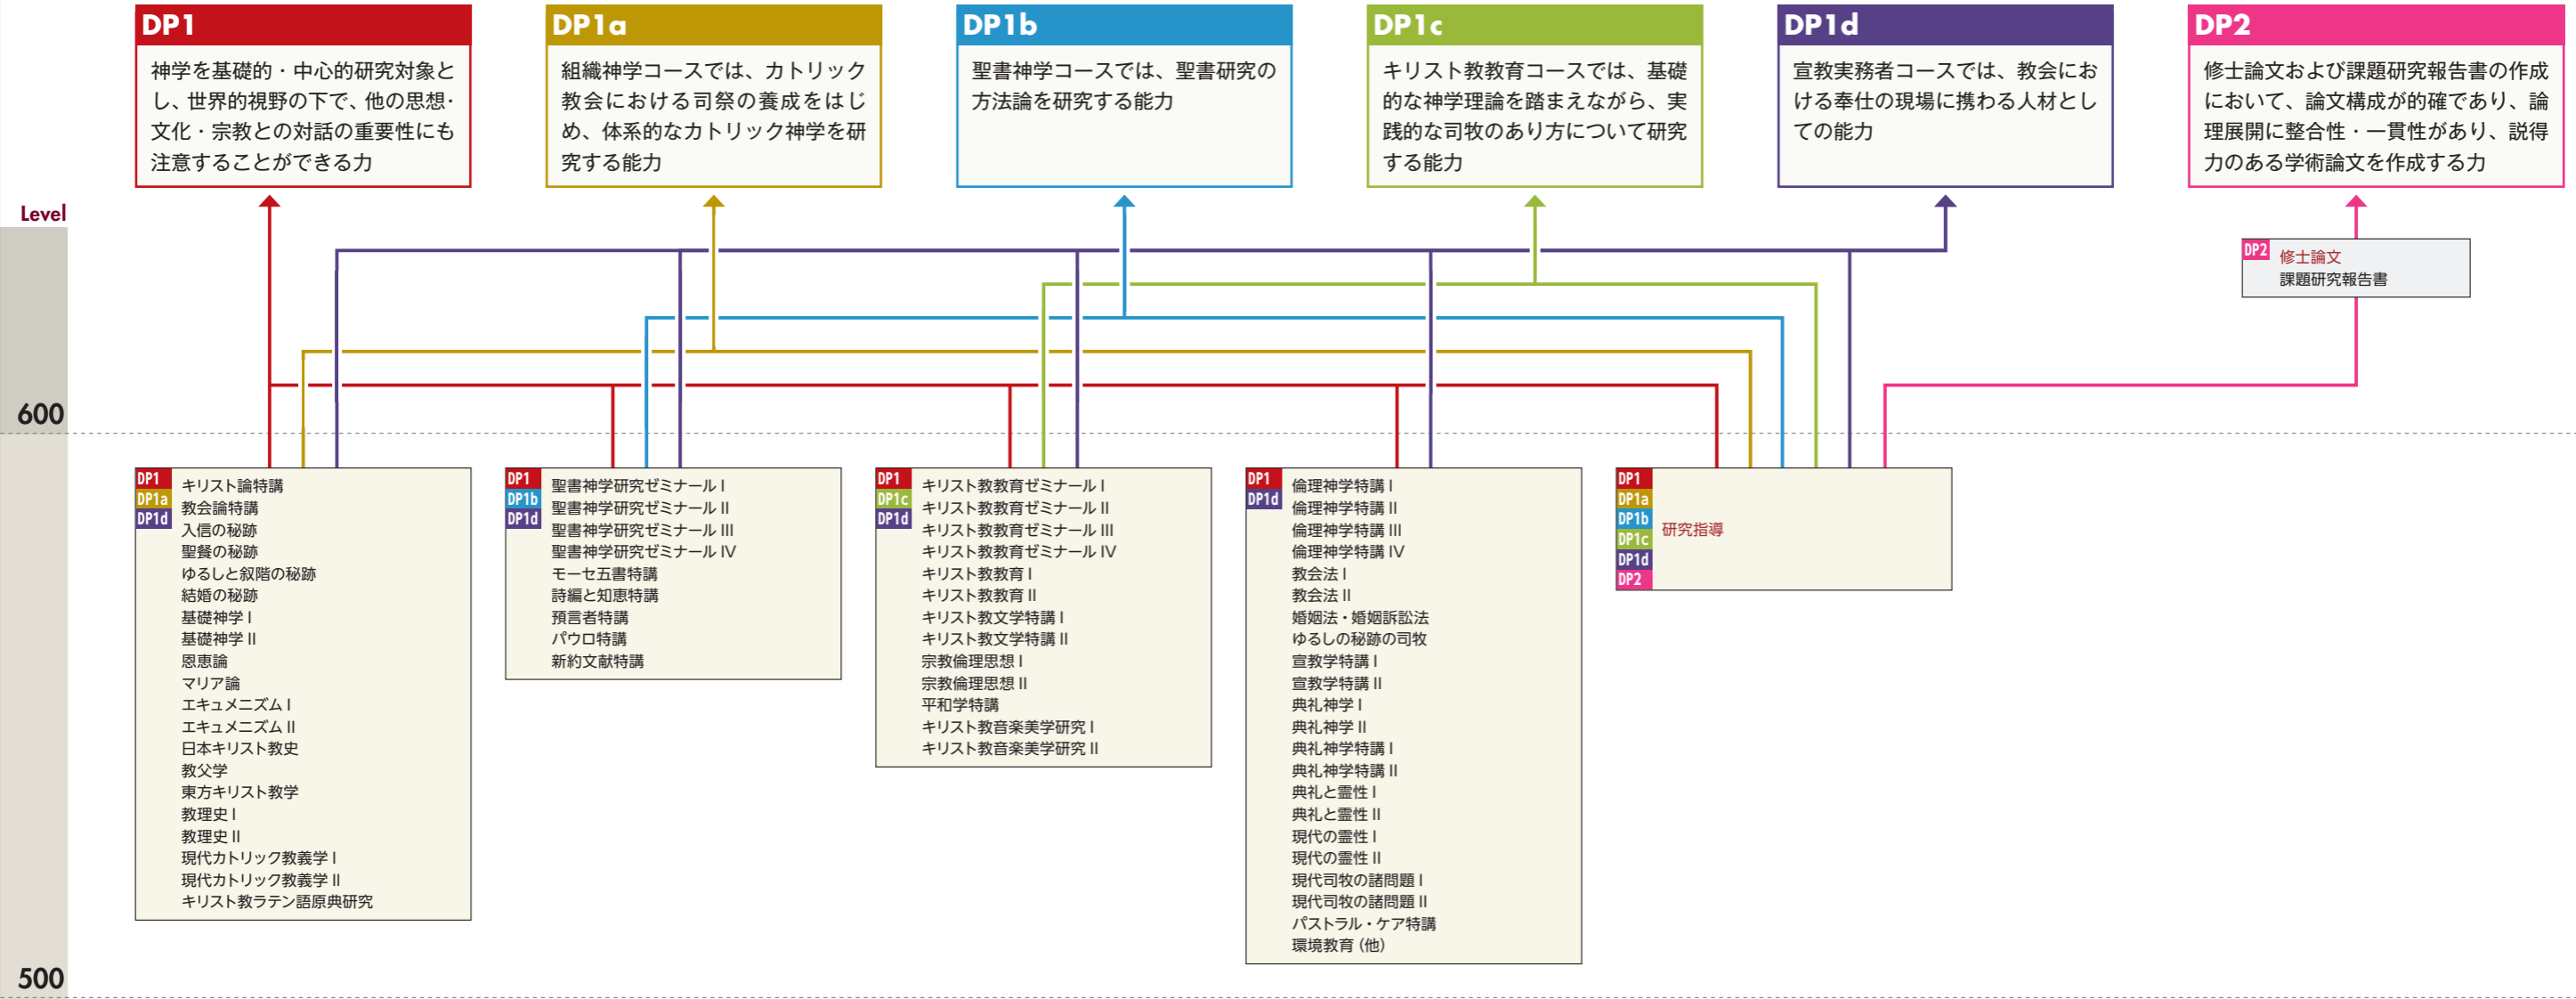 DP1
神学を基礎的・中心的研究対象と
し、世界的視野の下で、他の思想・
文化・宗教との対話の重要性にも
注意することができる力
DP1a
組織神学コースでは、カトリック
教会における司祭の養成をはじ
め、体系的なカトリック神学を研
究する能力
DP1b
聖書神学コースでは、聖書研究の
方法論を研究する能力
DP1c
キリスト教教育コースでは、基礎
的な神学理論を踏まえながら、実
践的な司牧のあり方について研究
する能力
DP1d
宣教実務者コースでは、教会にお
ける奉仕の現場に携わる人材とし
ての能力
DP2
修士論文および課題研究報告書の作成
において、論文構成が的確であり、論
理展開に整合性・一貫性があり、説得
力のある学術論文を作成する力
Level
DP2
修士論文
課題研究報告書
600
DP1
DP1a
DP1d
キリスト論特講
教会論特講
入信の秘跡
聖餐の秘跡
ゆるしと叙階の秘跡
結婚の秘跡
基礎神学 I
基礎神学 II
恩恵論
マリア論
エキュメニズム I
エキュメニズム II
日本キリスト教史
教父学
東方キリスト教学
教理史 I
教理史 II
現代カトリック教義学 I
現代カトリック教義学 II
キリスト教ラテン語原典研究
DP1
DP1b
DP1d
聖書神学研究ゼミナール I
聖書神学研究ゼミナール II
聖書神学研究ゼミナール III
聖書神学研究ゼミナール IV
モーセ五書特講
詩編と知恵特講
預言者特講
パウロ特講
新約文献特講
DP1
DP1c
DP1d
キリスト教教育ゼミナール I
キリスト教教育ゼミナール II
キリスト教教育ゼミナール III
キリスト教教育ゼミナール IV
キリスト教教育 I
キリスト教教育 II
キリスト教文学特講 I
キリスト教文学特講 II
宗教倫理思想 I
宗教倫理思想 II
平和学特講
キリスト教音楽美学研究 I
キリスト教音楽美学研究 II
DP1
DP1d
倫理神学特講 I
倫理神学特講 II
倫理神学特講 III
倫理神学特講 IV
教会法 I
教会法 II
婚姻法・婚姻訴訟法
ゆるしの秘跡の司牧
宣教学特講 I
宣教学特講 II
典礼神学 I
典礼神学 II
典礼神学特講 I
典礼神学特講 II
典礼と霊性 I
典礼と霊性 II
現代の霊性 I
現代の霊性 II
現代司牧の諸問題 I
現代司牧の諸問題 II
パストラル・ケア特講
環境教育（他）
DP1
DP1a
DP1b
DP1c
DP1d
DP2
研究指導
500